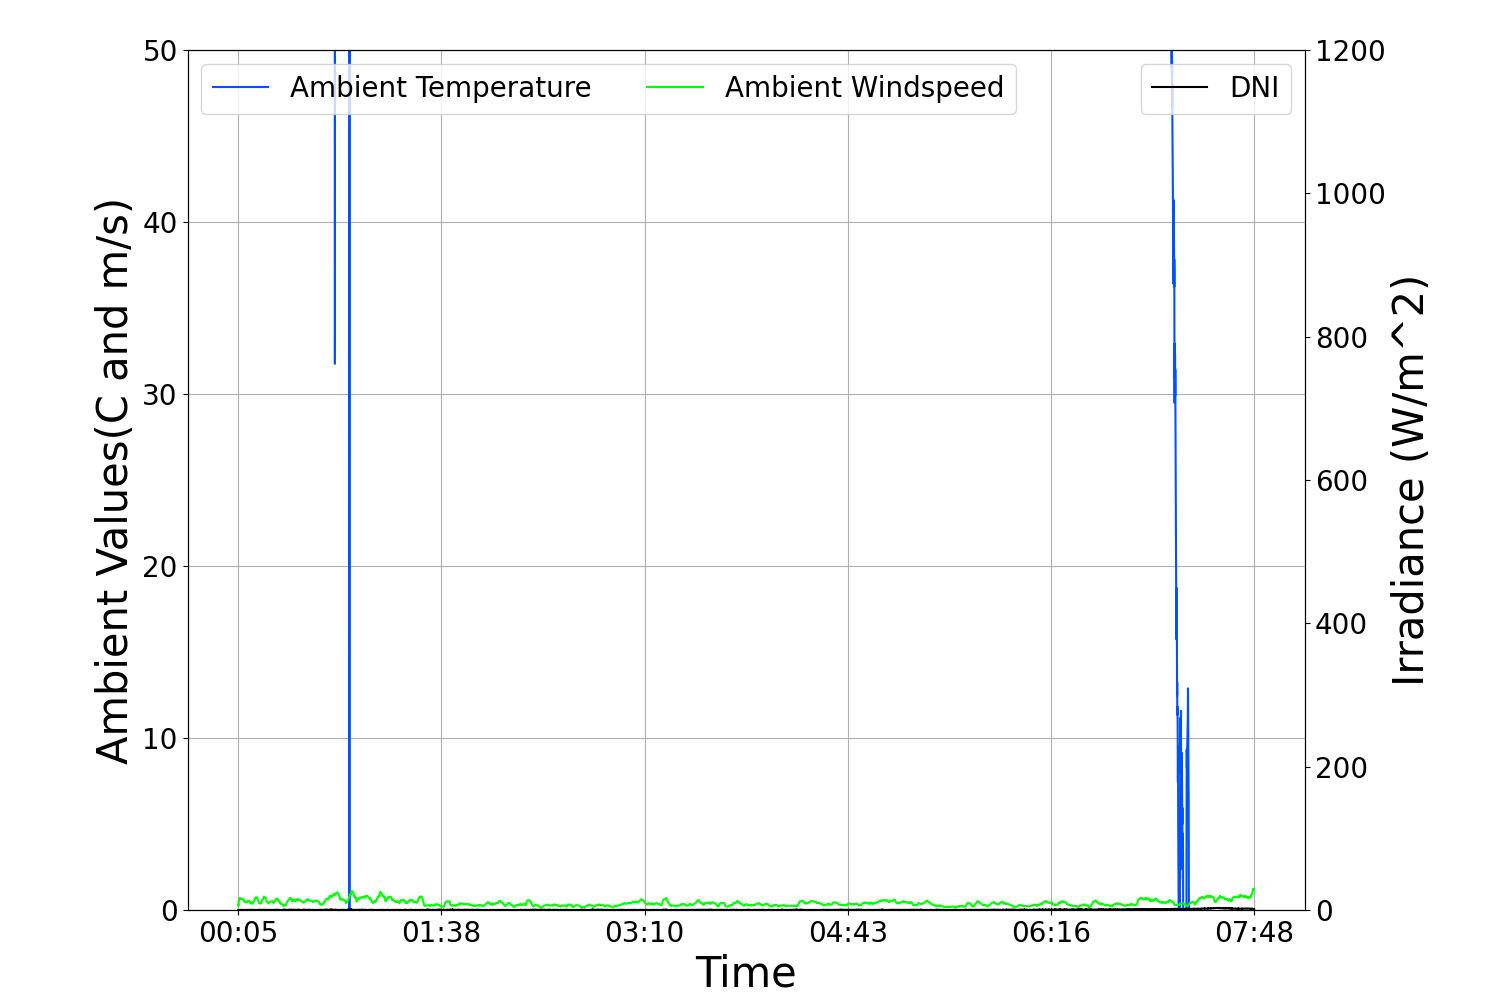 Ambient Temperature Ambient Windspeed DNI
Ambient Values(C and m/s)
50
40
30
20
10
0
1200
1000
800
600
400
200
0
Irradiance (W/m^2)
00:05 01:38 03:10 04:43 06:16 07:48
Time